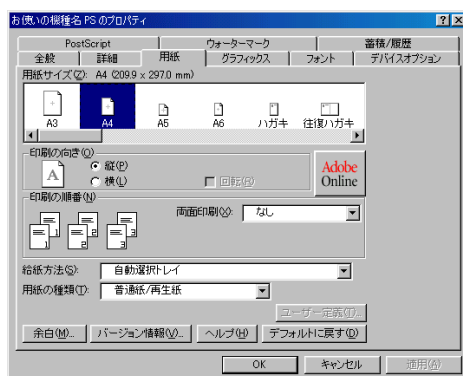 お使いの機種名 PS のプロパティ
PostScript ウォーターマーク 蓄積/履歴
全般 詳細 用紙 グラフィックス フォント デバイスオプション
用紙サイズ(Z): A4 (209.9 x 297.0 mm)
A3 A4 A5 A6 ハガキ 往復ハガキ
印刷の向き(O)
A 縦(P)
横(L) 回転(R)
Adobe
Online
印刷の順番(N)
両面印刷(X): なし
1 2 3
1 2 3
給紙方法(S): 自動選択トレイ
用紙の種類(T): 普通紙/再生紙
ユーザー定義(T)...
余白(M)... バージョン情報(V)... ヘルプ(H) デフォルトに戻す(D)
OK キャンセル 適用(A)